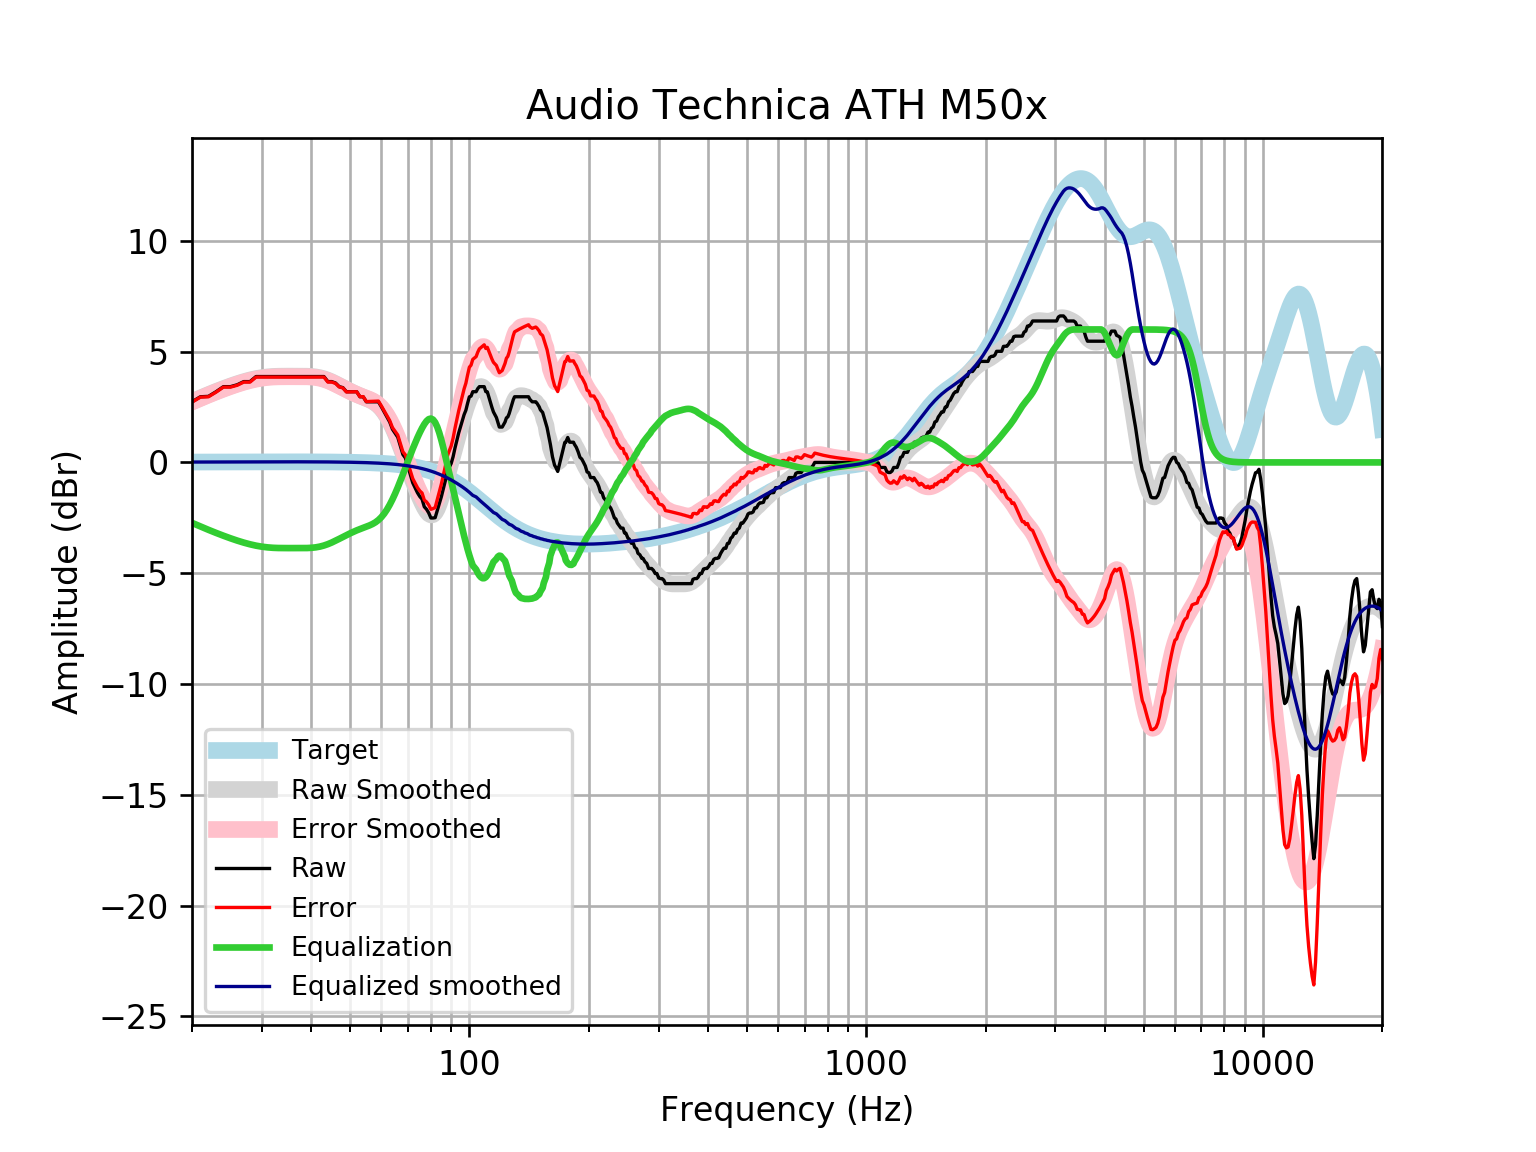 Audio Technica ATH M50x
Amplitude (dBr)
10
5
0
−5
−10
−15
−20
−25
Target
Raw Smoothed
Error Smoothed
Raw
Error
Equalization
Equalized smoothed
100
1000
10000
Frequency (Hz)